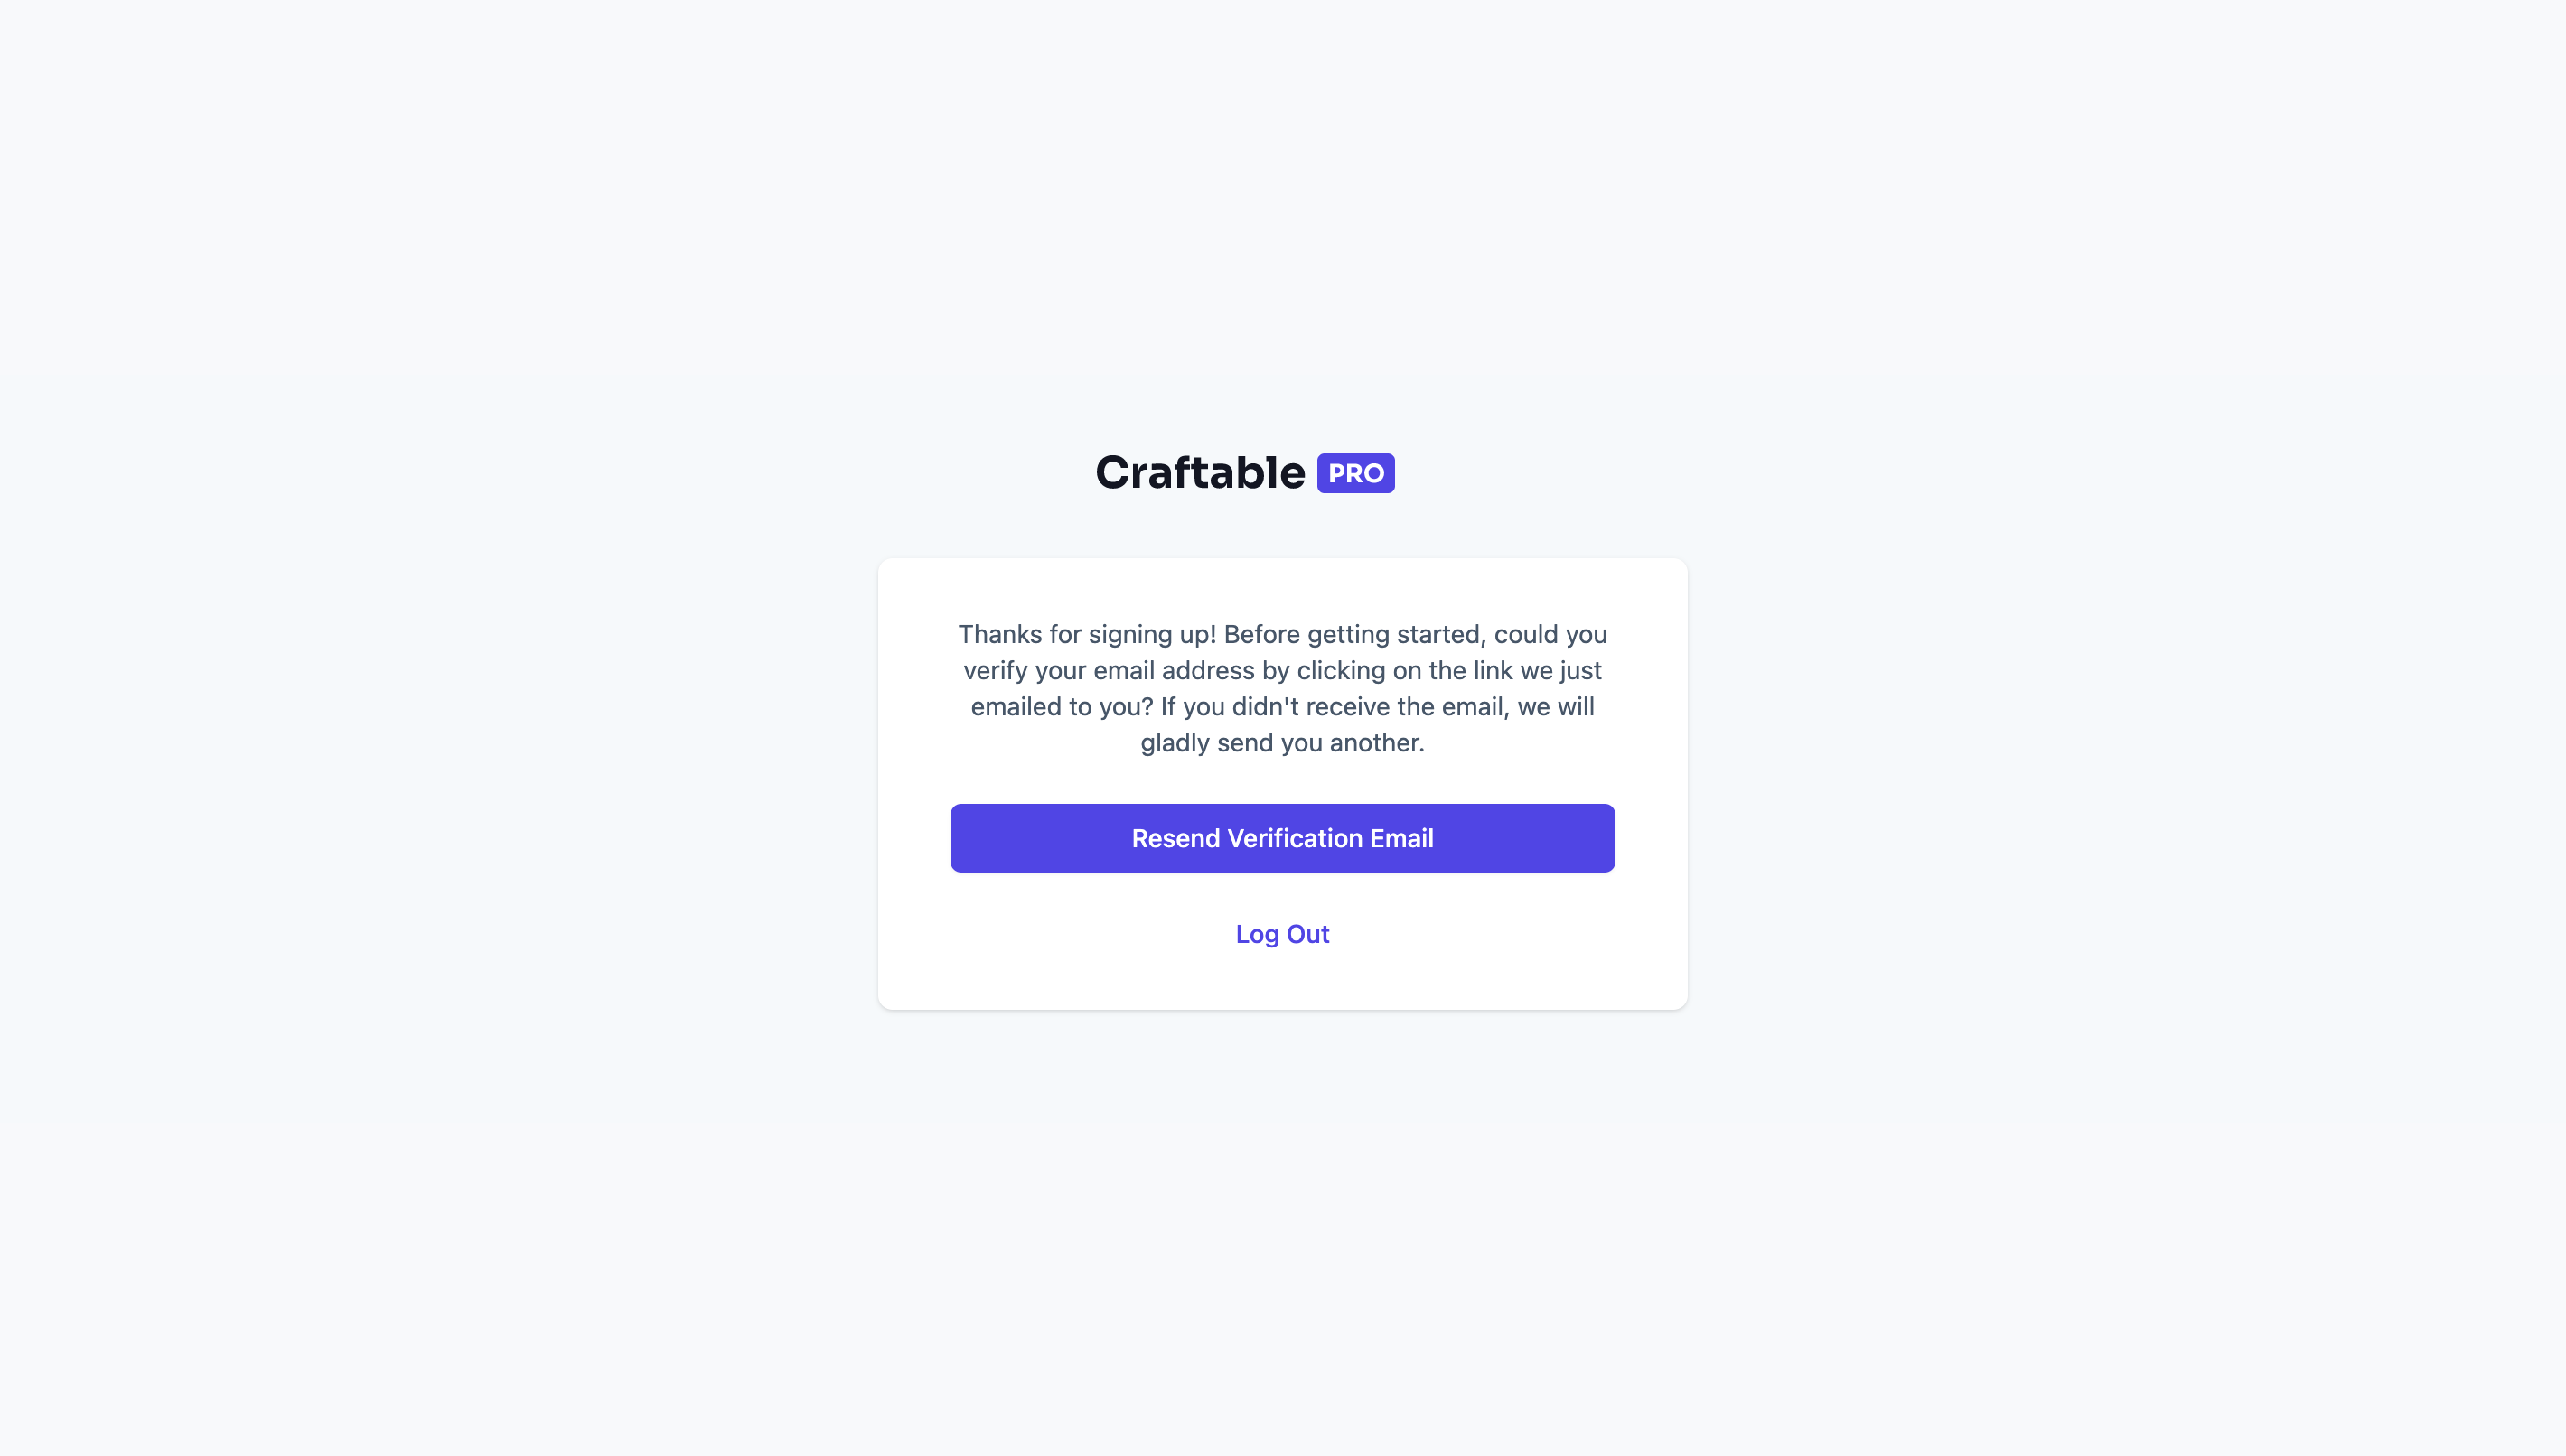 Craftable PRO
Thanks for signing up! Before getting started, could you
verify your email address by clicking on the link we just
emailed to you? If you didn't receive the email, we will
gladly send you another.
Resend Verification Email
Log Out